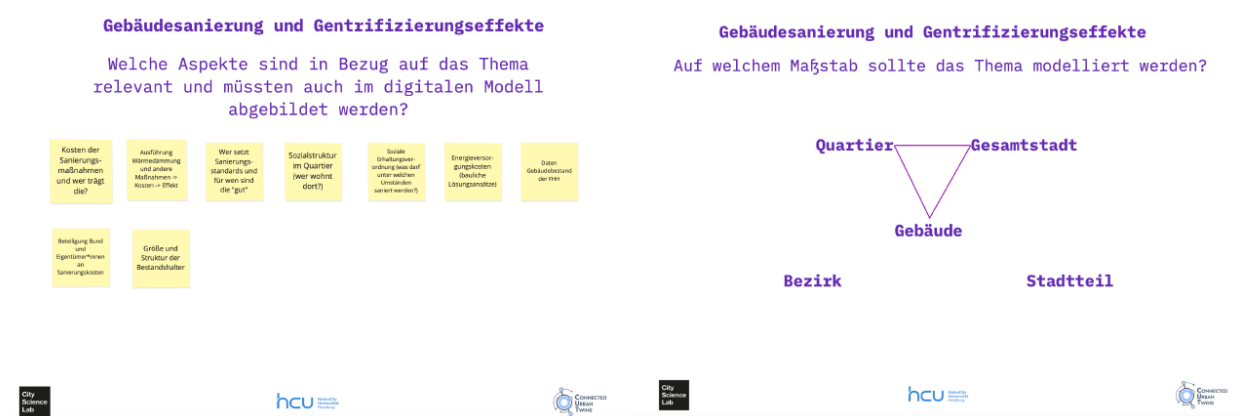 Gebäudesanierung und Gentrifizierungseffekte
Welche Aspekte sind in Bezug auf das Thema
relevant und müssten auch im digitalen Modell
abgebildet werden?
Kosten der
Sanierungs-
maßnahmen
und wer trägt
die?
Ausführung
Wärmedämmung
und andere
Maßnahmen ->
Kosten -> Effekt
Wer setzt
Sanierungs-
standards und
für wen sind
die "gut"
Sozialstruktur
im Quartier
(wer wohnt
dort?)
Soziale
Erhaltungsver-
ordnung (was darf
unter welchen
Umständen
saniert werden?)
Energieversor-
gungskosten
(bauliche
Lösungsansätze)
Daten
Gebäudebestand
der FHH
Beteiligung Bund
und
Eigentümer*innen
an
Sanierungskosten
Größe und
Struktur der
Bestandshalter
City
Science
Lab
hcu
CONNECTED
URBAN
TWINS
Gebäudesanierung und Gentrifizierungseffekte
Auf welchem Maßstab sollte das Thema modelliert werden?
Quartier
Gesamtstadt
Gebäude
Bezirk
Stadtteil
City
Science
Lab
hcu
CONNECTED
URBAN
TWINS